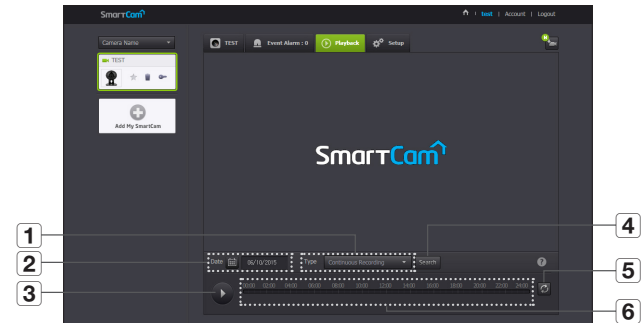 SmartCam
test | Account | Logout
Camera Name
TEST
Event Alarm : 0
Playback
Setup
TEST
Add My SmartCam
SmartCam
1
4
Date
06/10/2015
Type
Continuous Recording
Search
?
2
5
3
00:00 02:00 04:00 06:00 08:00 10:00 12:00 14:00 16:00 18:00 20:00 22:00 24:00
6